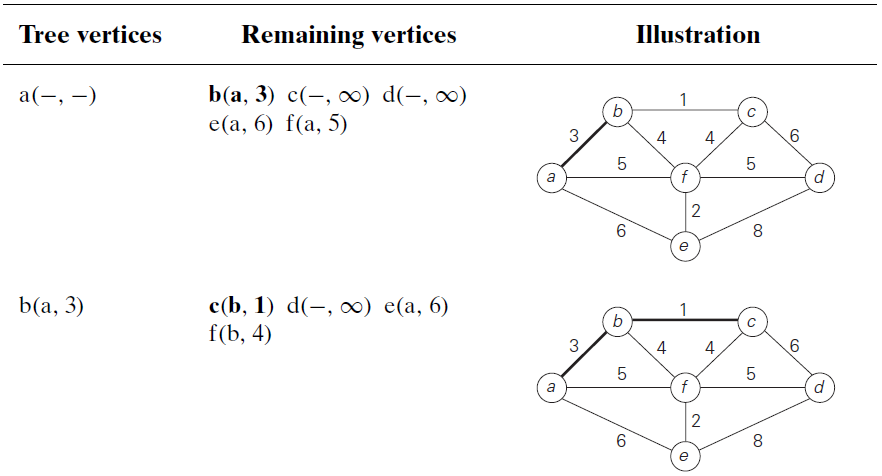 Tree vertices Remaining vertices Illustration
a(−, −) b(a, 3) c(−, ∞) d(−, ∞)
e(a, 6) f(a, 5)
1
b c
3 4 4 6
5 5
a f d
2
6 8
e
b(a, 3) c(b, 1) d(−, ∞) e(a, 6)
f(b, 4)
1
b c
3 4 4 6
5 5
a f d
2
6 8
e